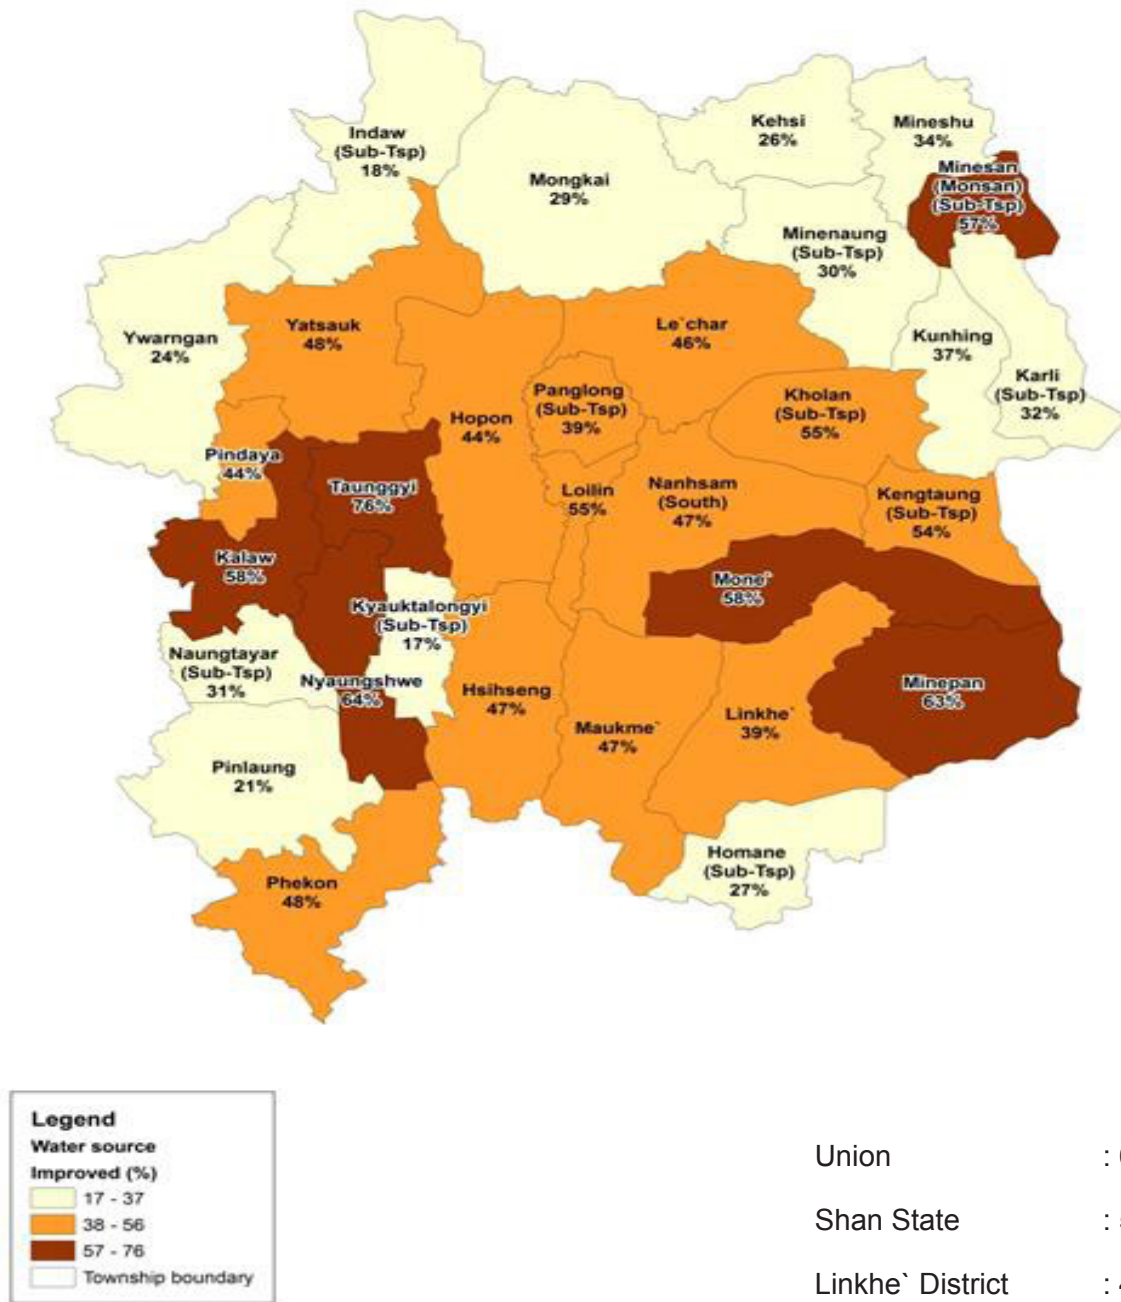 Indaw
(Sub-Tsp)
18%
Mongkai
29%
Kehsi
26%
Mineshu
34%
Minesan
(Monsan)
(Sub-Tsp)
57%
Minenaung
(Sub-Tsp)
30%
Ywarngan
24%
Yatsauk
48%
Le`char
46%
Kunhing
37%
Karli
(Sub-Tsp)
32%
Hopon
44%
Panglong
(Sub-Tsp)
39%
Kholan
(Sub-Tsp)
55%
Pindaya
44%
Taunggyi
76%
Loilin
55%
Nanhsam
(South)
47%
Kengtaung
(Sub-Tsp)
54%
Kalaw
58%
Mone`
58%
Kyauktalongyi
(Sub-Tsp)
17%
Naungtayar
(Sub-Tsp)
31%
Nyaungshwe
64%
Hsihseng
47%
Maukme`
47%
Linkhe`
39%
Minepan
63%
Pinlaung
21%
Homane
(Sub-Tsp)
27%
Phekon
48%
Legend
Water source
Improved (%)
17 - 37
38 - 56
57 - 76
Township boundary
Union :
Shan State :
Linkhe` District :